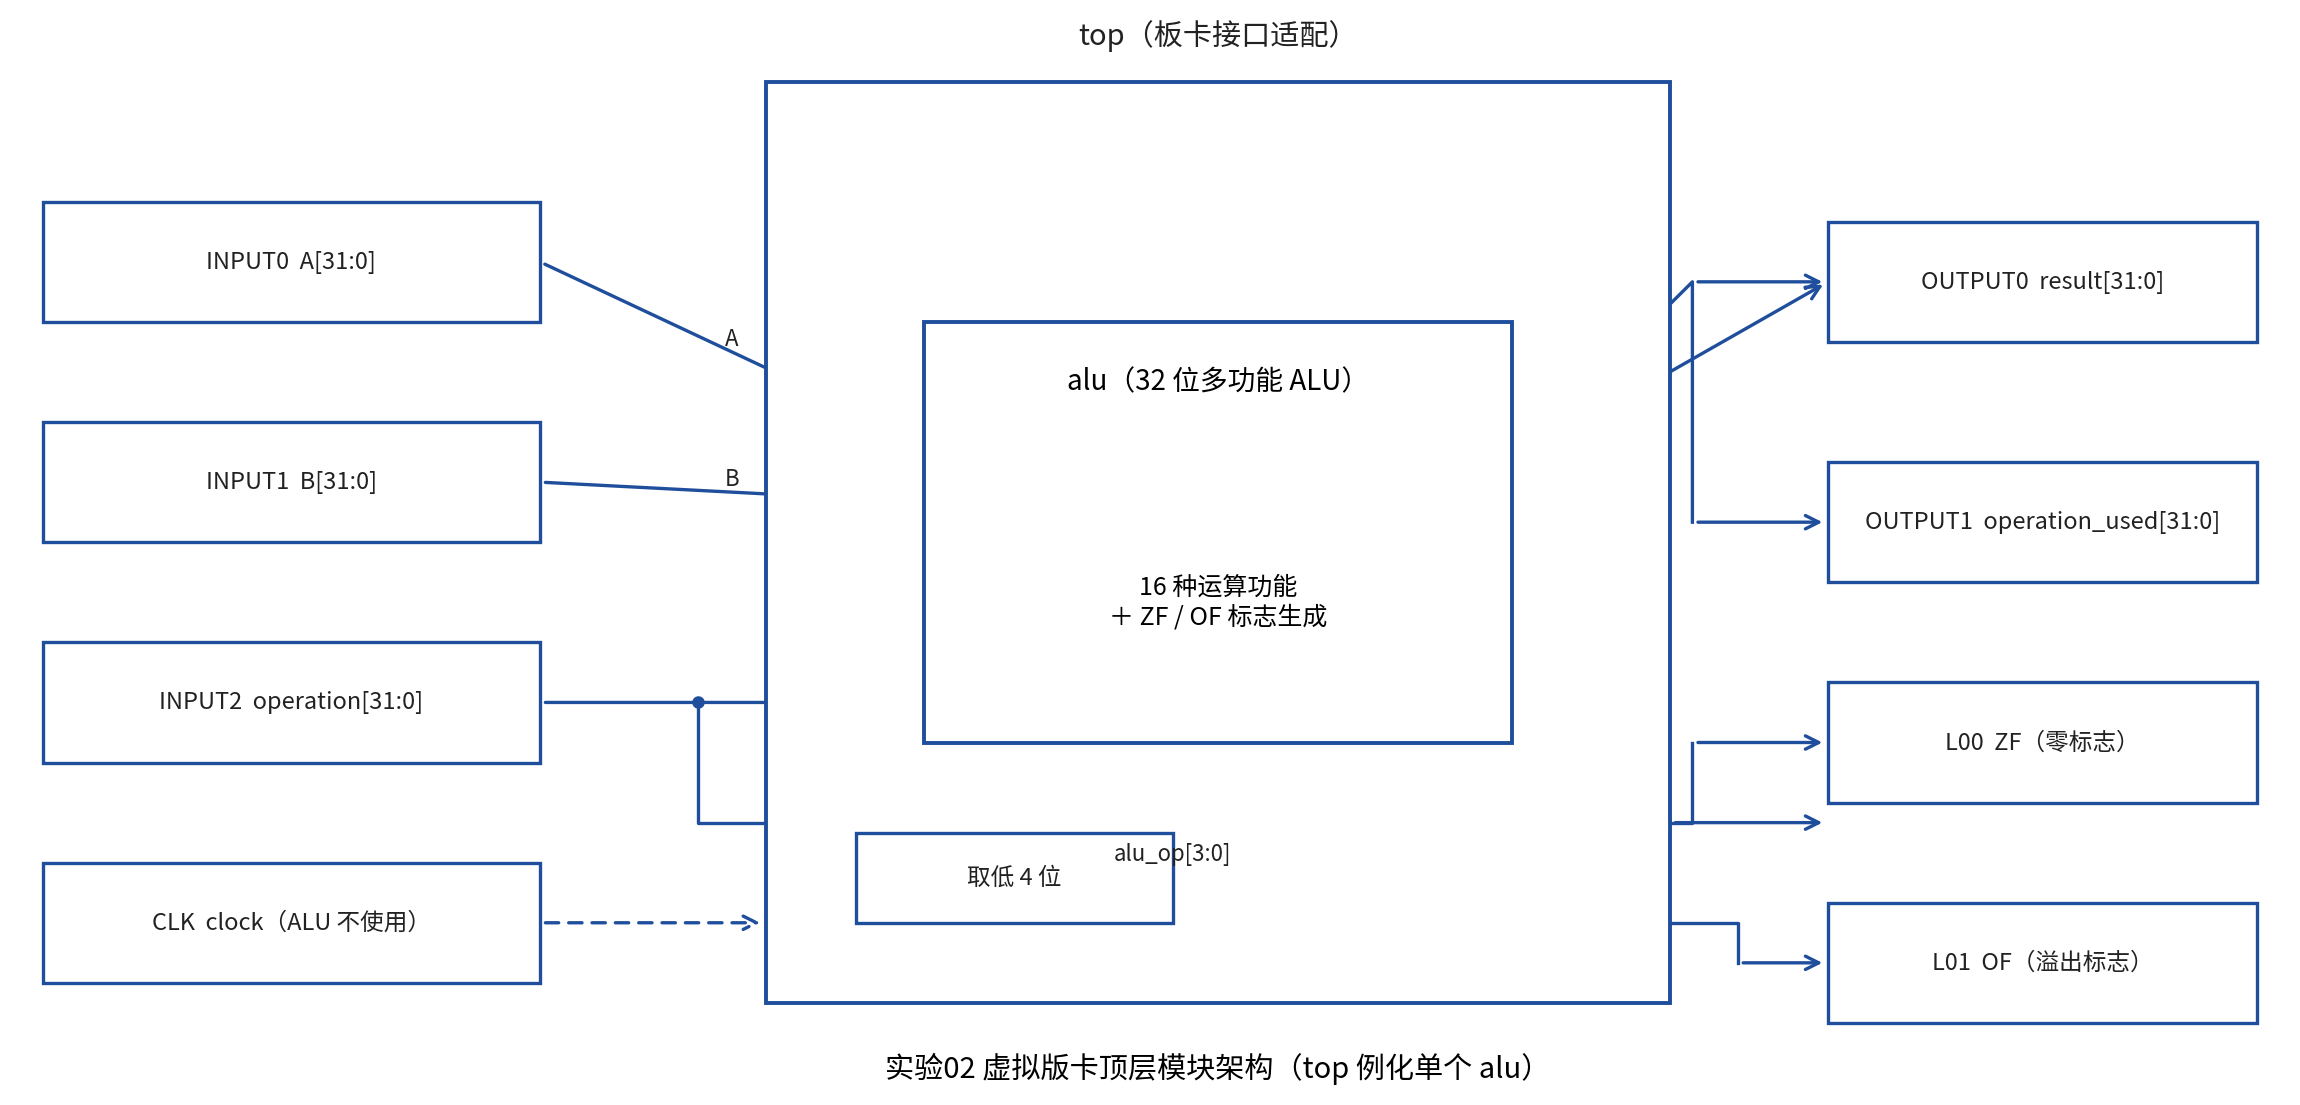 top（板卡接口适配）
INPUT0 A[31:0]
A
INPUT1 B[31:0]
B
INPUT2 operation[31:0]
CLK clock（ALU 不使用）
alu（32 位多功能 ALU）
16 种运算功能
＋ ZF / OF 标志生成
alu_op[3:0]
取低 4 位
OUTPUT0 result[31:0]
OUTPUT1 operation_used[31:0]
L00 ZF（零标志）
L01 OF（溢出标志）
实验02 虚拟版卡顶层模块架构（top 例化单个 alu）